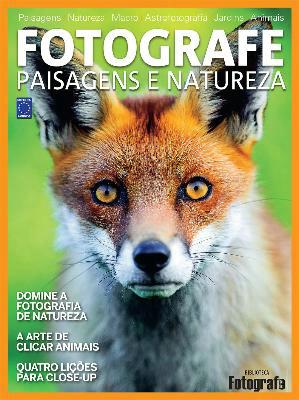 Paisagens Natureza Macro Astrofotografia Jardins Animais
FOTOGRAFE
PAISAGENS E NATUREZA
DOMINE A
FOTOGRAFIA
DE NATUREZA
A ARTE DE
CLICAR ANIMAIS
QUATRO LIÇÕES
PARA CLOSE-UP
BIBLIOTECA
Fotografe